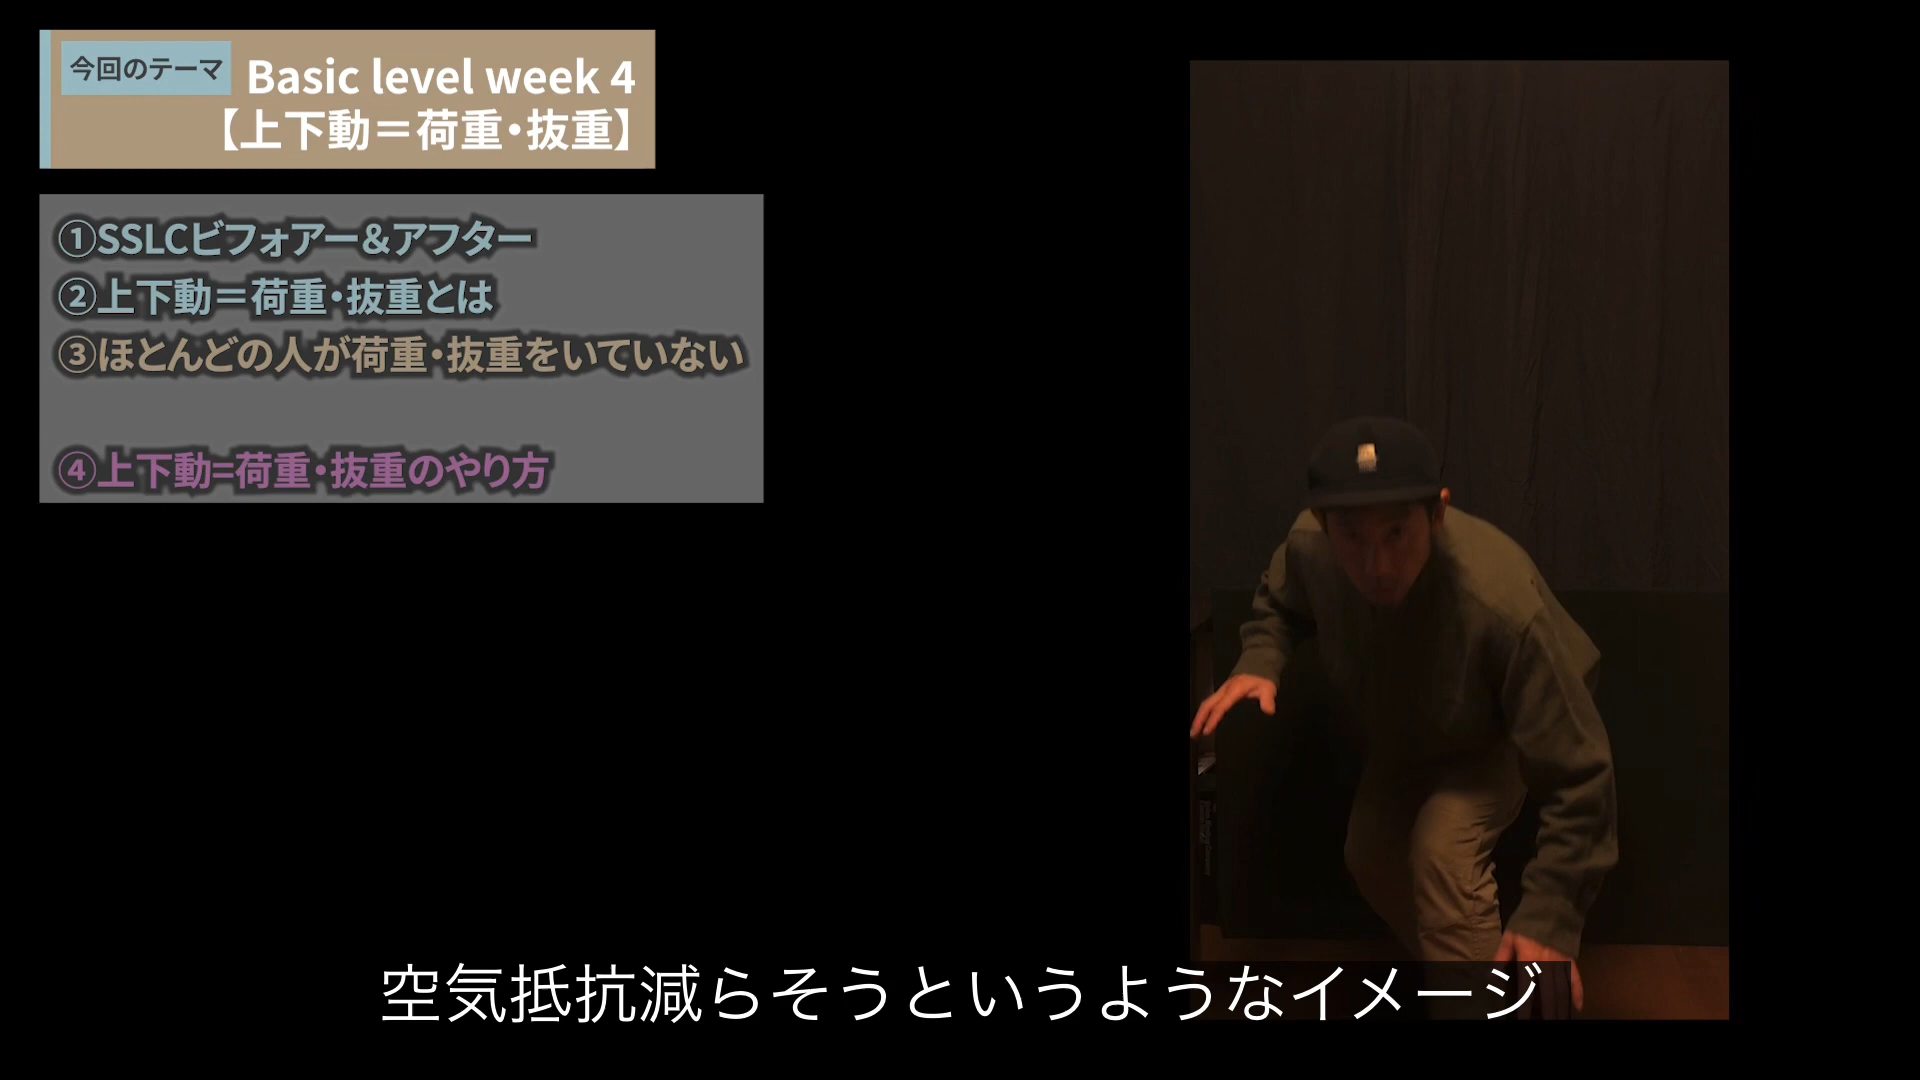 今回のテーマ
Basic level week 4
【上下動＝荷重・抜重】
①SSLCビフォアー＆アフター
②上下動＝荷重・抜重とは
③ほとんどの人が荷重・抜重をいていない
④上下動=荷重・抜重のやり方
空気抵抗減らそうというようなイメージ